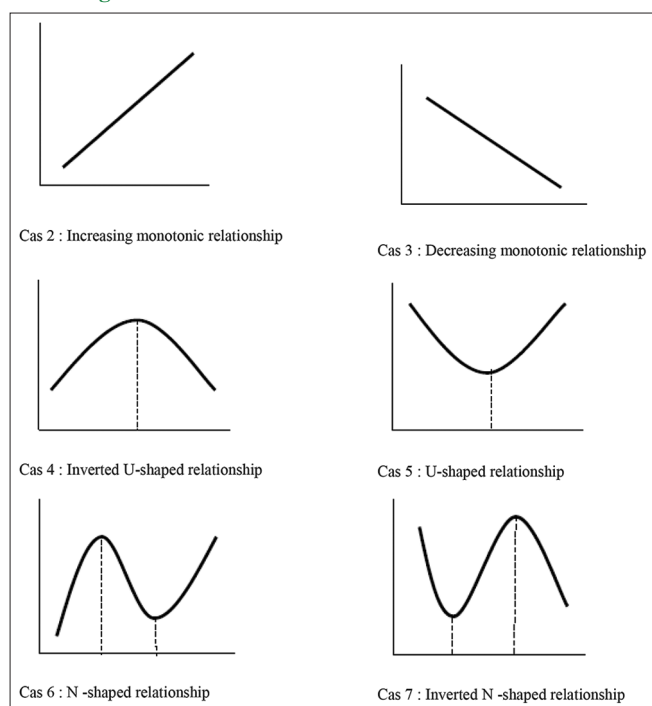 Cas 2 : Increasing monotonic relationship
Cas 3 : Decreasing monotonic relationship
Cas 4 : Inverted U-shaped relationship
Cas 5 : U-shaped relationship
Cas 6 : N -shaped relationship
Cas 7 : Inverted N -shaped relationship